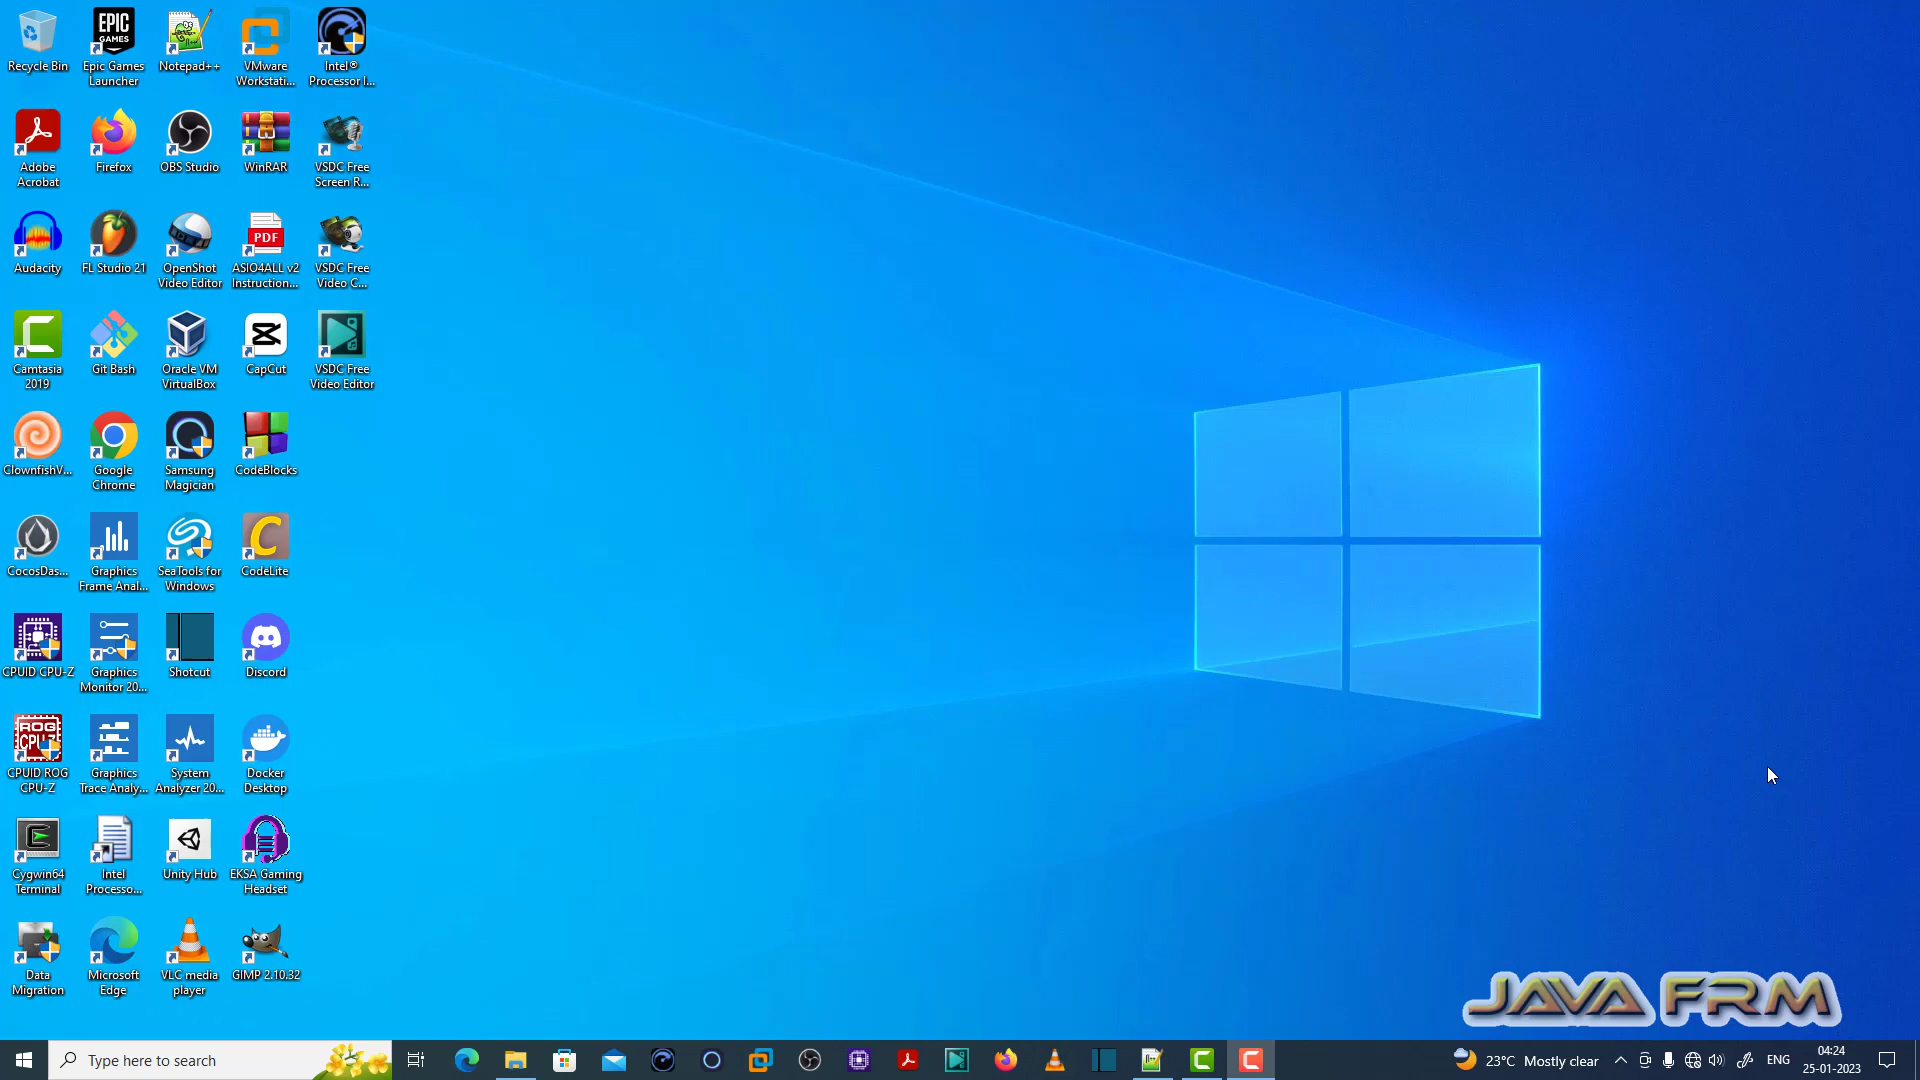 Recycle Bin
EPIC GAMES
Epic Games
Launcher
Notepad++
VMware
Workstati...
Intel®
Processor I...
Adobe
Acrobat
Firefox
OBS Studio
WinRAR
VSDC Free
Screen R...
Audacity
FL Studio 21
OpenShot
Video Editor
PDF
ASIO4ALL v2
Instruction...
VSDC Free
Video C...
Camtasia
2019
Git Bash
Oracle VM
VirtualBox
CapCut
VSDC Free
Video Editor
ClownfishV...
Google
Chrome
Samsung
Magician
CodeBlocks
CocosDas...
Graphics
Frame Anal...
SeaTools for
Windows
CodeLite
CPUID CPU-Z
Graphics
Monitor 20...
Shotcut
Discord
ROG
CPU-Z
CPUID ROG
CPU-Z
Graphics
Trace Analy...
System
Analyzer 20...
Docker
Desktop
Cygwin64
Terminal
Intel
Processo...
Unity Hub
EKSA Gaming
Headset
Data
Migration
Microsoft
Edge
VLC media
player
GIMP 2.10.32
JAVA FRM
Type here to search
23°C Mostly clear
ENG
04:24
25-01-2023